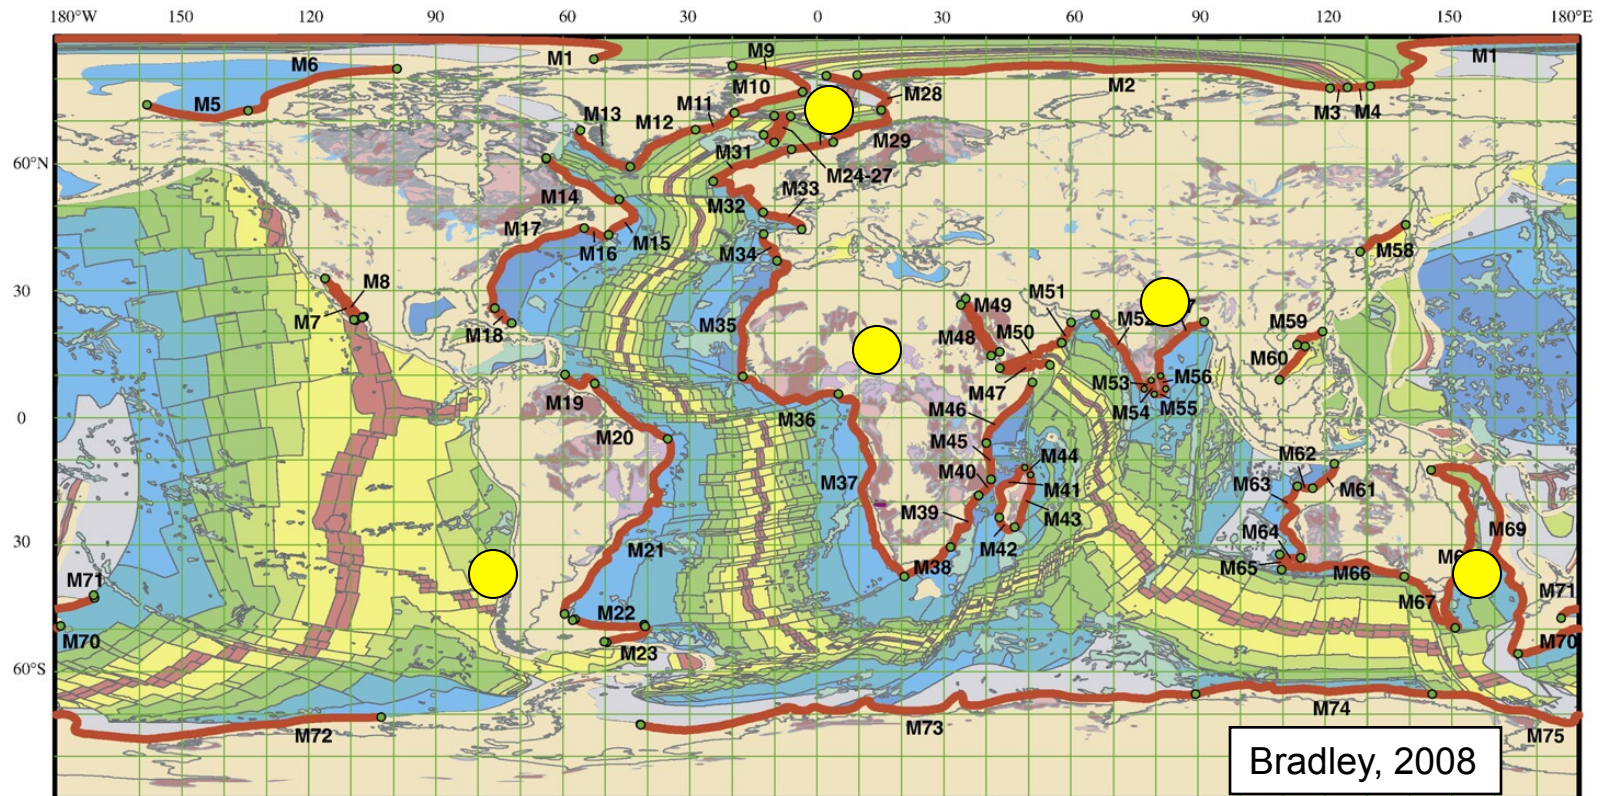 180°W 150 120 90 60 30 0 30 60 90 120 150 180°E
M1 M9 M1
M6 M10 M2
M5 M13 M12 M11 M28 M3 M4
M31 M29
60°N M24-27
M14 M32 M33
M17 M16 M15 M34 M58
30 M8 M7 M18 M35 M49 M51 M50 M59
M48 M47 M60
M53 M56
M54 M55
M19 M36 M46
0 M20 M45 M44 M62
M37 M40 M41 M63 M61
M39 M43 M69
30 M21 M42 M64
M38 M65 M66
M71 M67 M71
M22
M70 M23 M70
60°S
M72 M73 M74 M75
Bradley, 2008